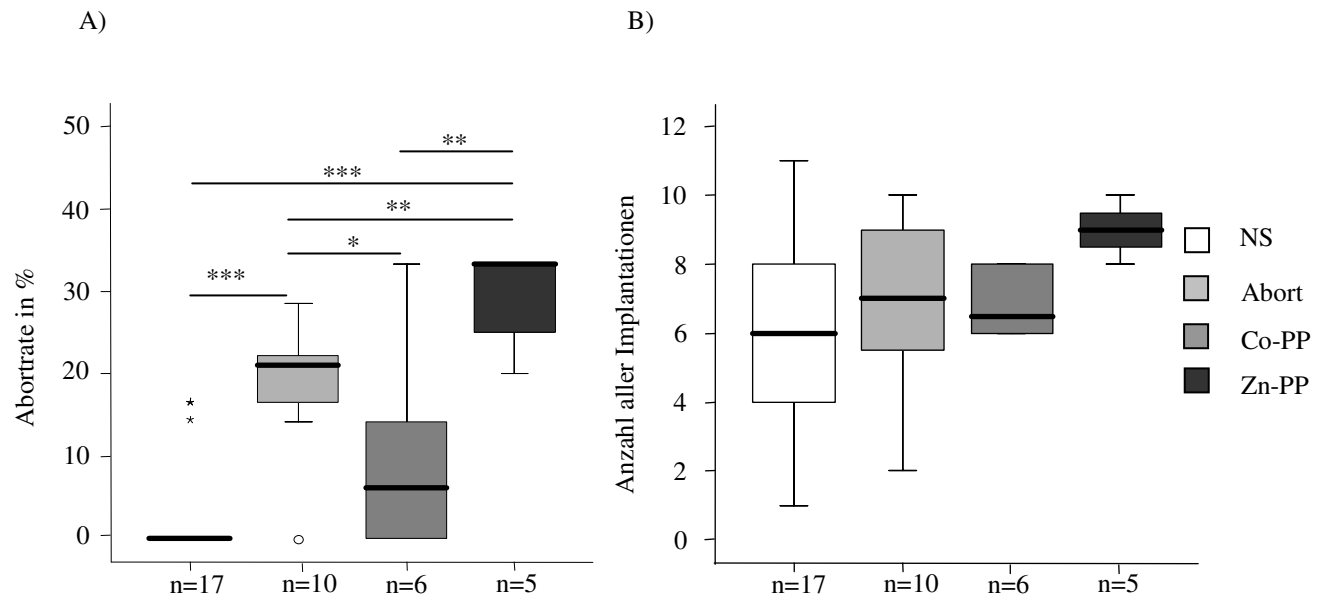 A)
Abortrate in %
50
40
30
20
10
0
**
***
**
*
***
n=17
n=10
n=6
n=5
B)
Anzahl aller Implantationen
12
10
8
6
4
2
0
n=17
n=10
n=6
n=5
NS
Abort
Co-PP
Zn-PP